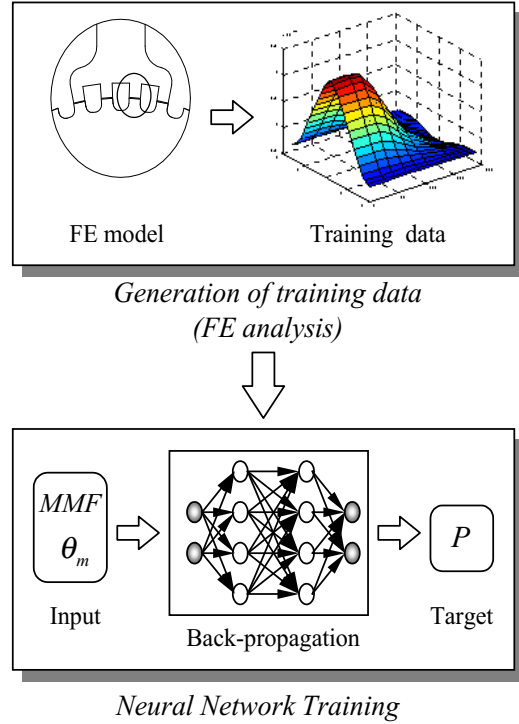 FE model
Training data
Generation of training data
(FE analysis)
MMF
θm
P
Input
Back-propagation
Target
Neural Network Training